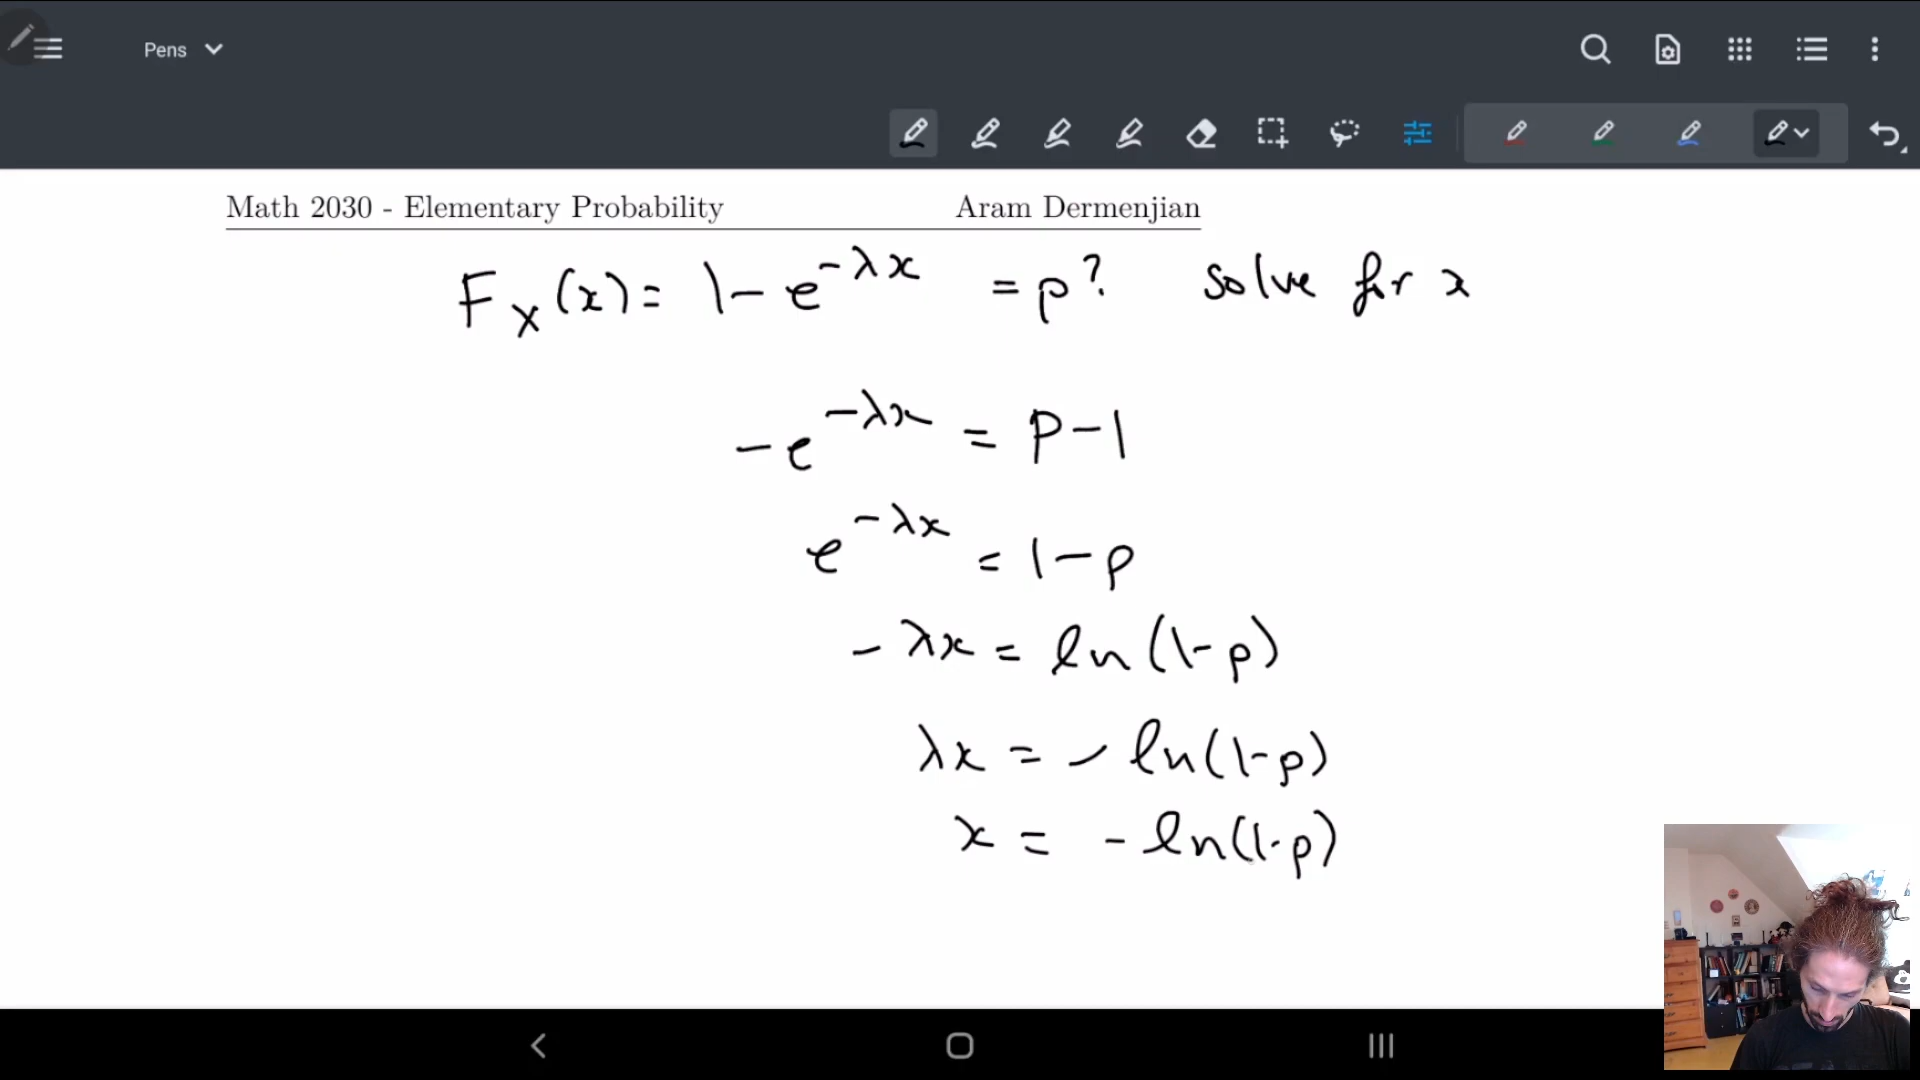 Pens
Math 2030 - Elementary Probability Aram Dermenjian
F_X(x) = 1 - e^{-λx} = p? solve for x
-e^{-λx} = p - 1
e^{-λx} = 1 - p
-λx = ln(1-p)
λx = - ln(1-p)
x = - ln(1-p)